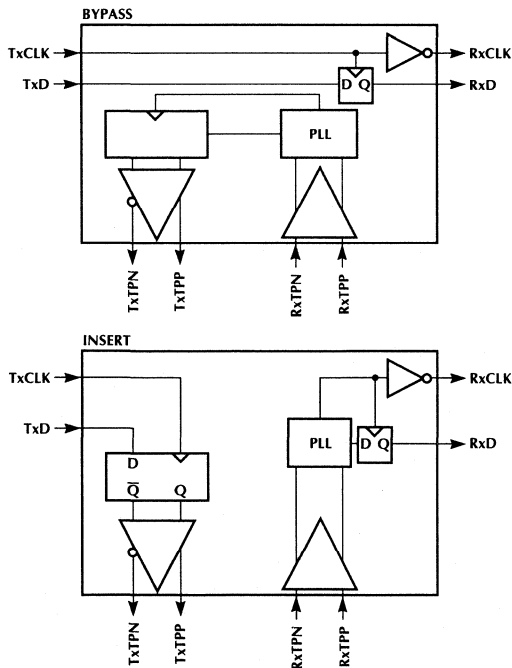 BYPASS
TxCLK
RxCLK
TxD
D Q
RxD
PLL
TxTPN
TxTPP
RxTPN
RxTPP
INSERT
TxCLK
RxCLK
TxD
PLL
D Q
RxD
D
Q̅ Q
TxTPN
TxTPP
RxTPN
RxTPP